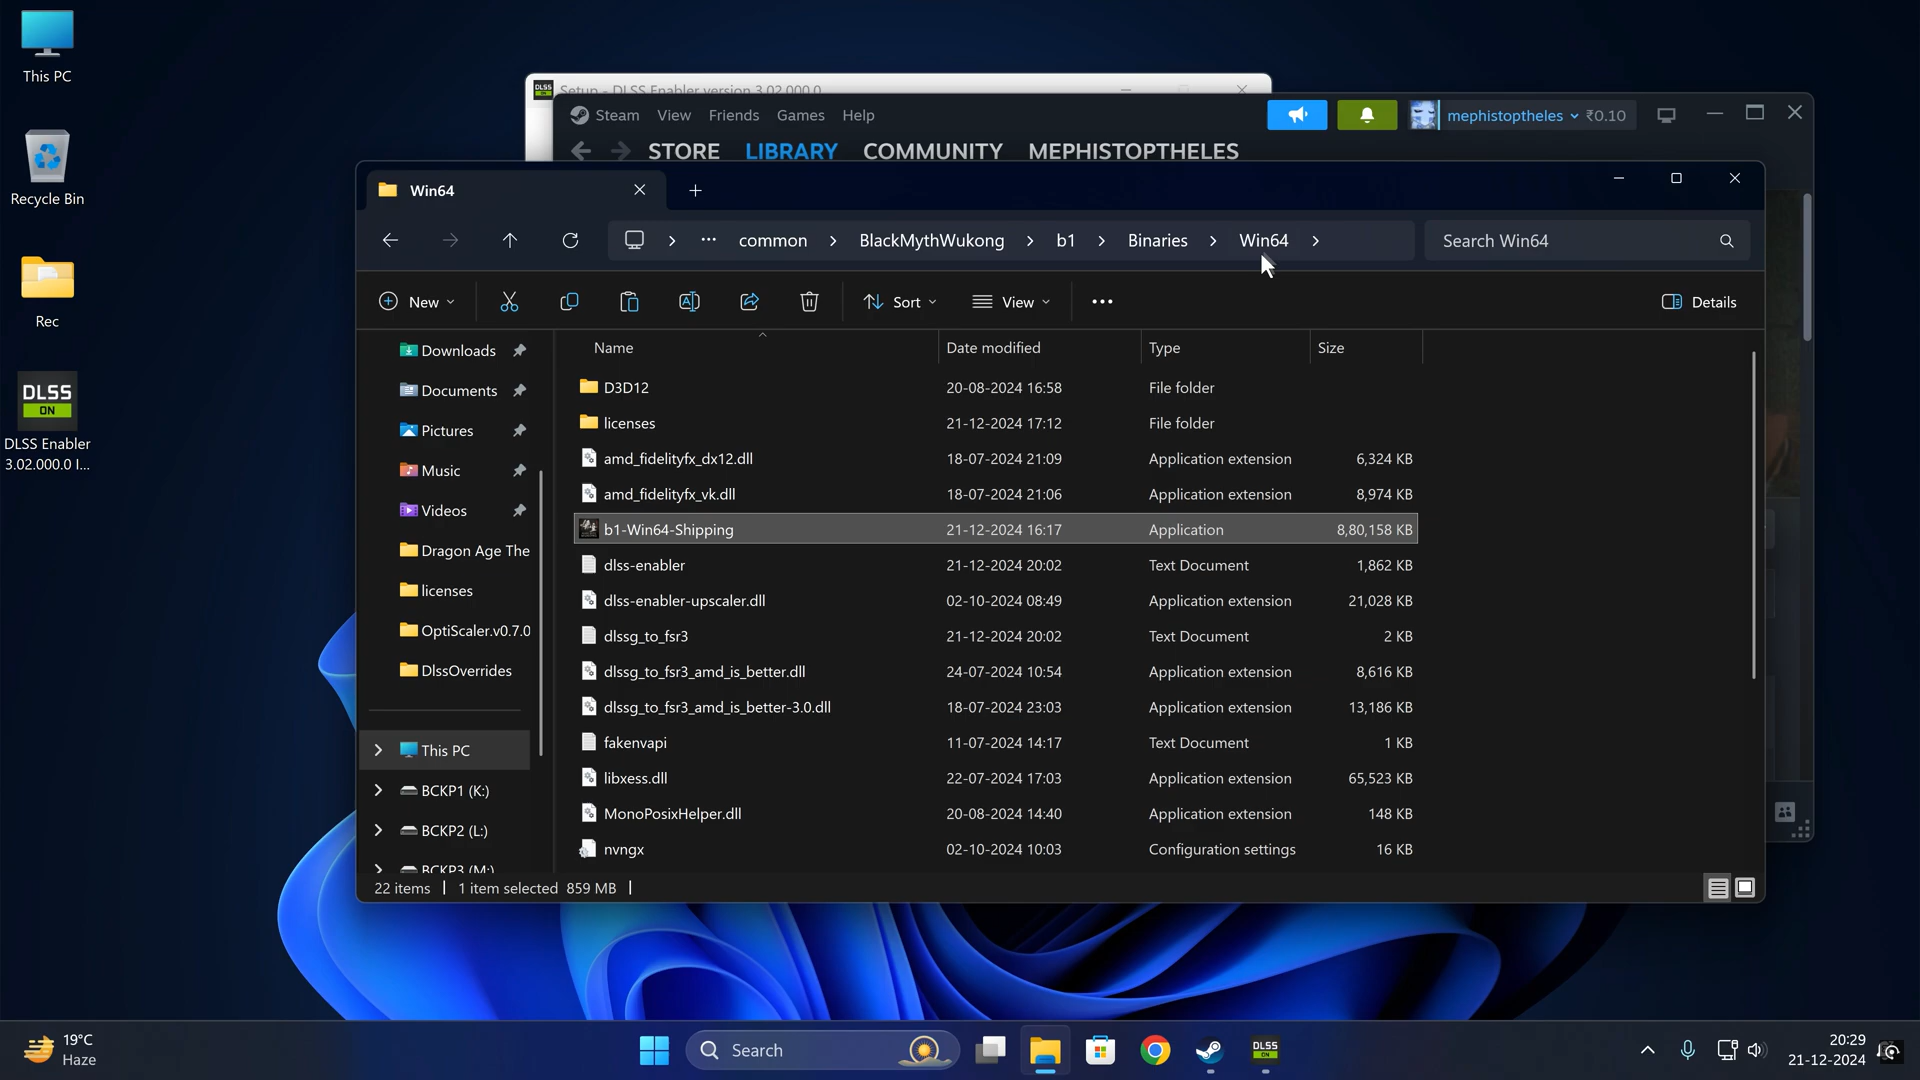 This PC
Recycle Bin
Rec
DLSS
ON
DLSS Enabler
3.02.000.0 I...
DLSS
ON
Setup - DLSS Enabler version 3.02.000.0
Steam View Friends Games Help
mephistoptheles ₹0.10
STORE LIBRARY COMMUNITY MEPHISTOPTHELES
Win64
··· common BlackMythWukong b1 Binaries Win64
Search Win64
New Sort View ··· Details
Downloads
Documents
Pictures
Music
Videos
Dragon Age The
licenses
OptiScaler.v0.7.0
DlssOverrides
This PC
BCKP1 (K:)
BCKP2 (L:)
BCKP3 (M:)
Name Date modified Type Size
D3D12 20-08-2024 16:58 File folder
licenses 21-12-2024 17:12 File folder
amd_fidelityfx_dx12.dll 18-07-2024 21:09 Application extension 6,324 KB
amd_fidelityfx_vk.dll 18-07-2024 21:06 Application extension 8,974 KB
b1-Win64-Shipping 21-12-2024 16:17 Application 8,80,158 KB
dlss-enabler 21-12-2024 20:02 Text Document 1,862 KB
dlss-enabler-upscaler.dll 02-10-2024 08:49 Application extension 21,028 KB
dlssg_to_fsr3 21-12-2024 20:02 Text Document 2 KB
dlssg_to_fsr3_amd_is_better.dll 24-07-2024 10:54 Application extension 8,616 KB
dlssg_to_fsr3_amd_is_better-3.0.dll 18-07-2024 23:03 Application extension 13,186 KB
fakenvapi 11-07-2024 14:17 Text Document 1 KB
libxess.dll 22-07-2024 17:03 Application extension 65,523 KB
MonoPosixHelper.dll 20-08-2024 14:40 Application extension 148 KB
nvngx 02-10-2024 10:03 Configuration settings 16 KB
22 items 1 item selected 859 MB
19°C
Haze
Search
DLSS
ON
20:29
21-12-2024